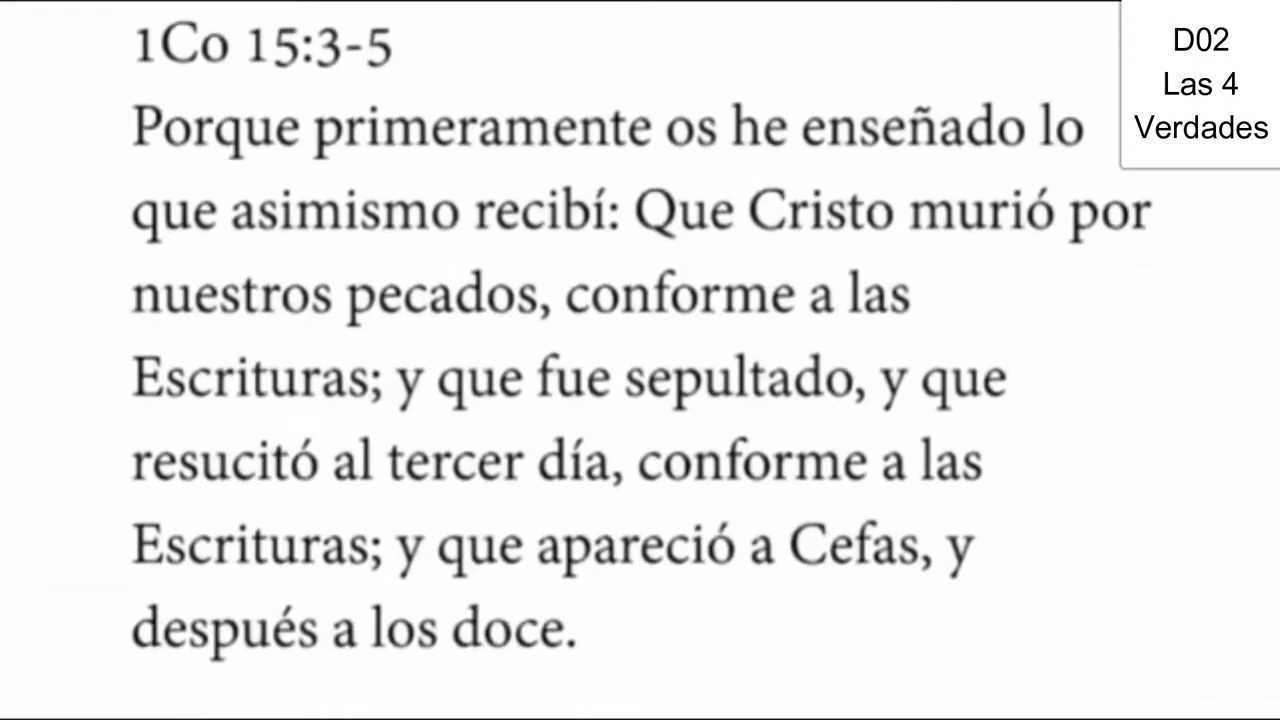 1Co 15:3-5
Porque primeramente os he enseñado lo
que asimismo recibí: Que Cristo murió por
nuestros pecados, conforme a las
Escrituras; y que fue sepultado, y que
resucitó al tercer día, conforme a las
Escrituras; y que apareció a Cefas, y
después a los doce.
D02
Las 4
Verdades